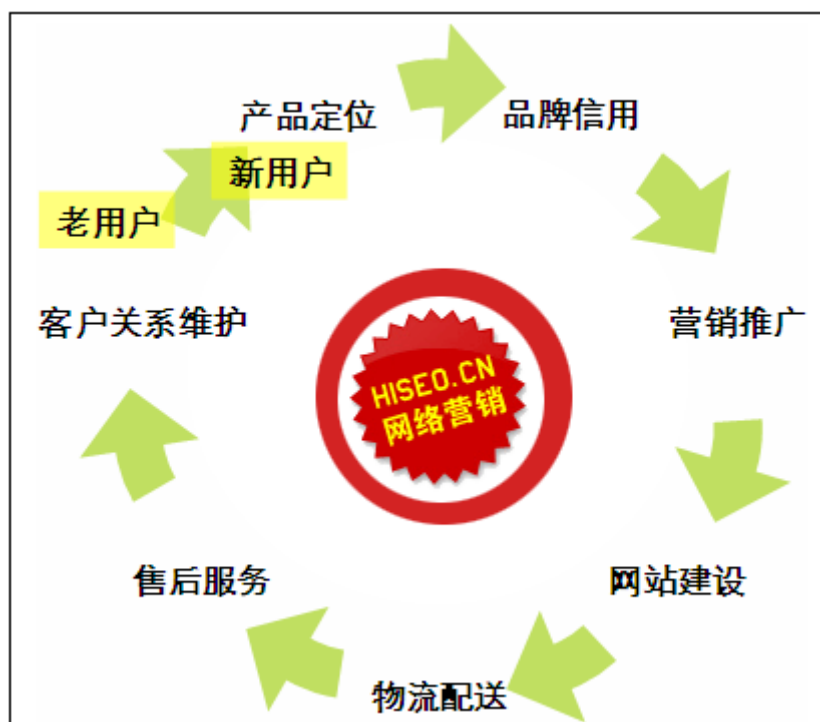 产品定位
品牌信用
新用户
老用户
客户关系维护
营销推广
HISEO.CN
网络营销
售后服务
网站建设
物流配送